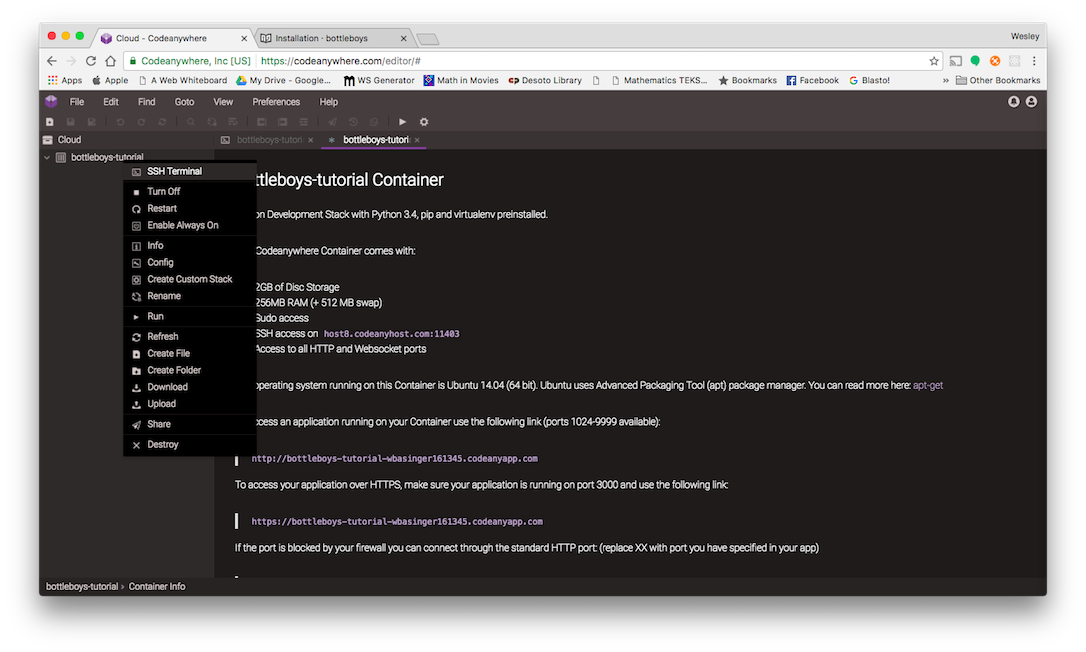 Cloud - Codeanywhere
Installation · bottleboys
Wesley
Codeanywhere, Inc [US] https://codeanywhere.com/editor/#
Apps Apple A Web Whiteboard My Drive - Google... WS Generator Math in Movies Desoto Library Mathematics TEKS... Bookmarks Facebook Blasto! » Other Bookmarks
File Edit Find Goto View Preferences Help
Cloud
bottleboys-tutori
bottleboys-tutori
bottleboys-tutorial
SSH Terminal
Turn Off
Restart
Enable Always On
Info
Config
Create Custom Stack
Rename
Run
Refresh
Create File
Create Folder
Download
Upload
Share
Destroy
ttleboys-tutorial Container
on Development Stack with Python 3.4, pip and virtualenv preinstalled.
Codeanywhere Container comes with:
2GB of Disc Storage
256MB RAM (+ 512 MB swap)
Sudo access
SSH access on host8.codeanyhost.com:11403
Access to all HTTP and Websocket ports
operating system running on this Container is Ubuntu 14.04 (64 bit). Ubuntu uses Advanced Packaging Tool (apt) package manager. You can read more here: apt-get
ccess an application running on your Container use the following link (ports 1024-9999 available):
http://bottleboys-tutorial-wbasinger161345.codeanyapp.com
To access your application over HTTPS, make sure your application is running on port 3000 and use the following link:
https://bottleboys-tutorial-wbasinger161345.codeanyapp.com
If the port is blocked by your firewall you can connect through the standard HTTP port: (replace XX with port you have specified in your app)
bottleboys-tutorial › Container Info